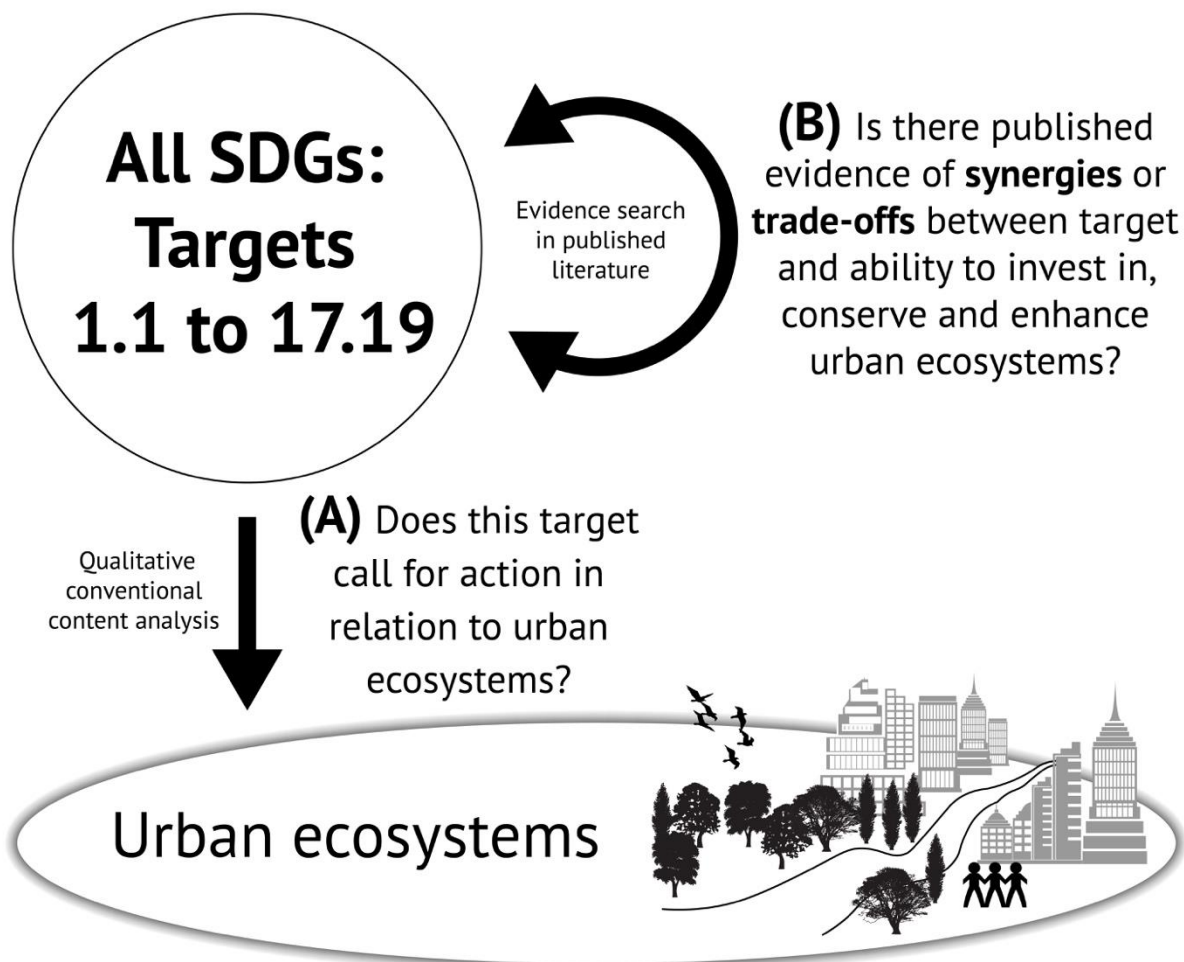 All SDGs:
Targets
1.1 to 17.19
Evidence search
in published
literature
(B) Is there published
evidence of synergies or
trade-offs between target
and ability to invest in,
conserve and enhance
urban ecosystems?
Qualitative
conventional
content analysis
(A) Does this target
call for action in
relation to urban
ecosystems?
Urban ecosystems